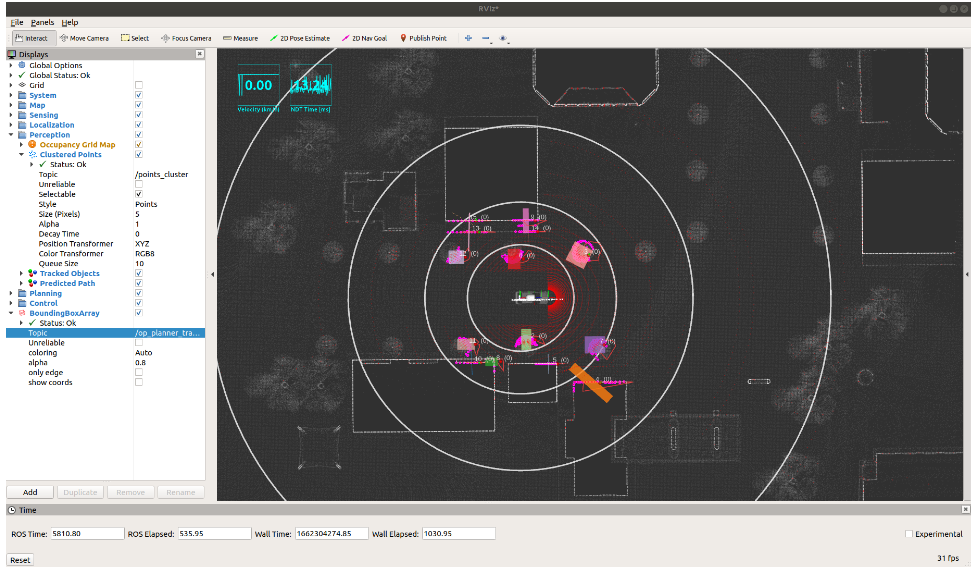 RViz*
File Panels Help
Interact Move Camera Select Focus Camera Measure 2D Pose Estimate 2D Nav Goal Publish Point
Displays
Global Options
Global Status: Ok
Grid
System
Map
Sensing
Localization
Perception
Occupancy Grid Map
Clustered Points
Status: Ok
Topic /points_cluster
Unreliable
Selectable
Style Points
Size (Pixels) 5
Alpha 1
Decay Time 0
Position Transformer XYZ
Color Transformer RGB8
Queue Size 10
Tracked Objects
Predicted Path
Planning
Control
BoundingBoxArray
Status: Ok
Topic /op_planner_tra...
Unreliable
coloring Auto
alpha 0.8
only edge
show coords
Add Duplicate Remove Rename
0.00 13.24
NDT Time [ms]
13 (0) 14 (0)
5 (0)
Time
ROS Time: 5810.80 ROS Elapsed: 535.95 Wall Time: 1662304274.85 Wall Elapsed: 1030.95 Experimental
Reset 31 fps